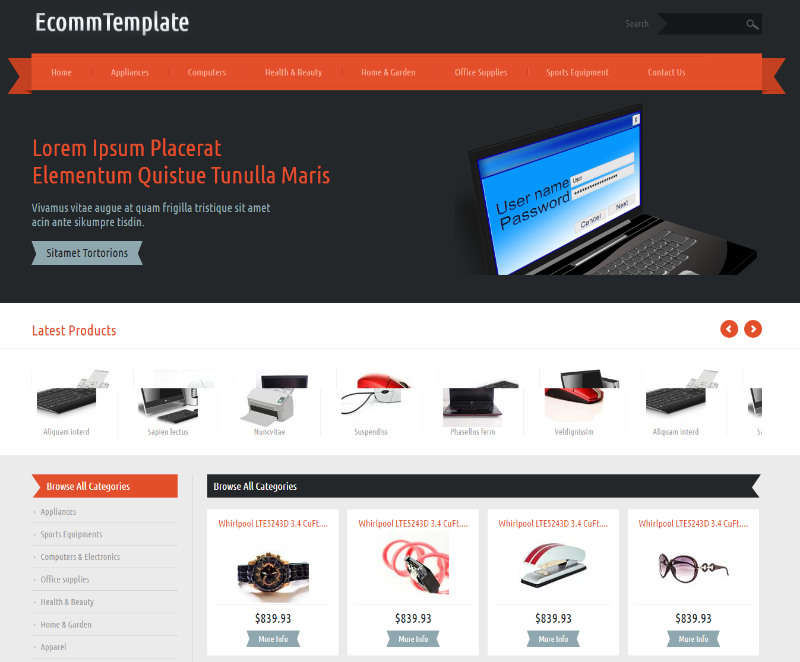 EcommTemplate
Search
Home Appliances Computers Health & Beauty Home & Garden Office Supplies Sports Equipment Contact Us
Lorem Ipsum Placerat
Elementum Quistue Tunulla Maris
Vivamus vitae augue at quam frigilla tristique sit amet
acin ante sikumpre tisdin.
Sitamet Tortorions
User name User
Password ****************
Cancel Next
Latest Products
Aliquam interd Sapien lectus Nuncvitae Suspendiss Phasellus ferm Veldignissim Aliquam interd
Browse All Categories
Appliances
Sports Equipments
Computers & Electronics
Office supplies
Health & Beauty
Home & Garden
Apparel
Browse All Categories
Whirlpool LTE5243D 3.4 CuFt.... Whirlpool LTE5243D 3.4 CuFt.... Whirlpool LTE5243D 3.4 CuFt.... Whirlpool LTE5243D 3.4 CuFt....
$839.93 $839.93 $839.93 $839.93
More Info More Info More Info More Info